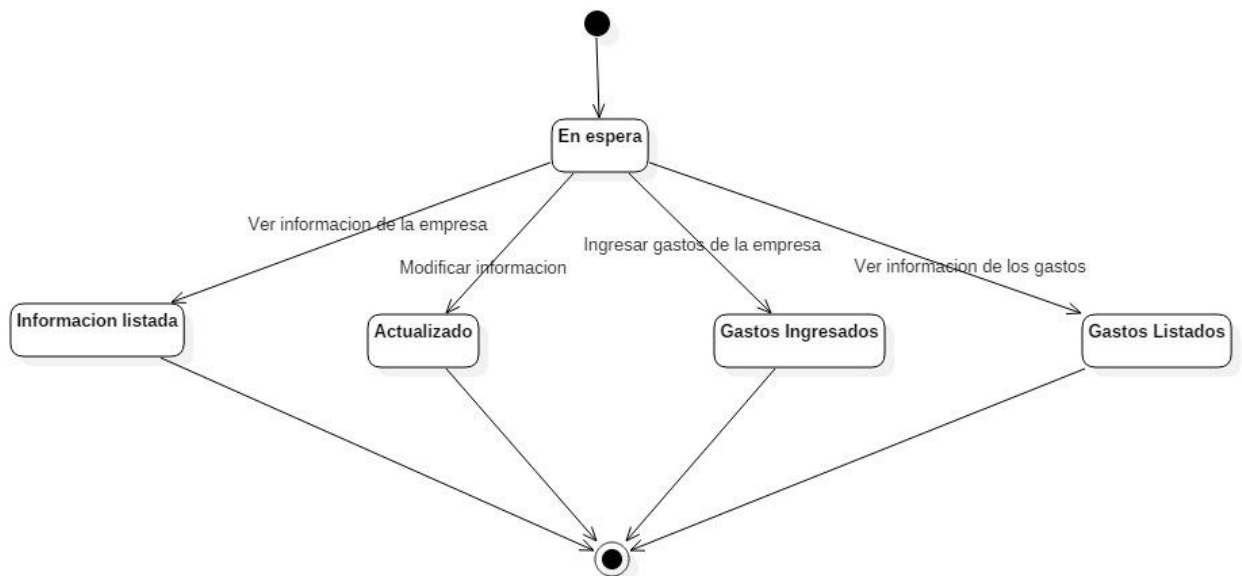 En espera
Ver informacion de la empresa
Ingresar gastos de la empresa
Modificar informacion
Ver informacion de los gastos
Informacion listada
Actualizado
Gastos Ingresados
Gastos Listados